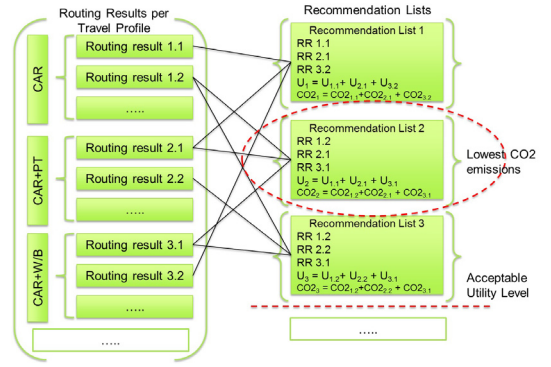 Routing Results per
Travel Profile
CAR
Routing result 1.1
Routing result 1.2
…..
CAR+PT
Routing result 2.1
Routing result 2.2
…..
CAR+W/B
Routing result 3.1
Routing result 3.2
…..
…..
Recommendation Lists
Recommendation List 1
RR 1.1
RR 2.1
RR 3.2
U1 = U1.1+ U2.1 + U3.2
CO21 = CO21.1+CO22.1 + CO23.2
Recommendation List 2
RR 1.2
RR 2.1
RR 3.1
U2 = U1.1+ U2.1 + U3.1
CO22 = CO21.2+CO22.1 + CO23.1
Lowest CO2
emissions
Recommendation List 3
RR 1.2
RR 2.2
RR 3.1
U3 = U1.2+ U2.2 + U3.1
CO23 = CO21.2+CO22.2 + CO23.1
Acceptable
Utility Level
…..